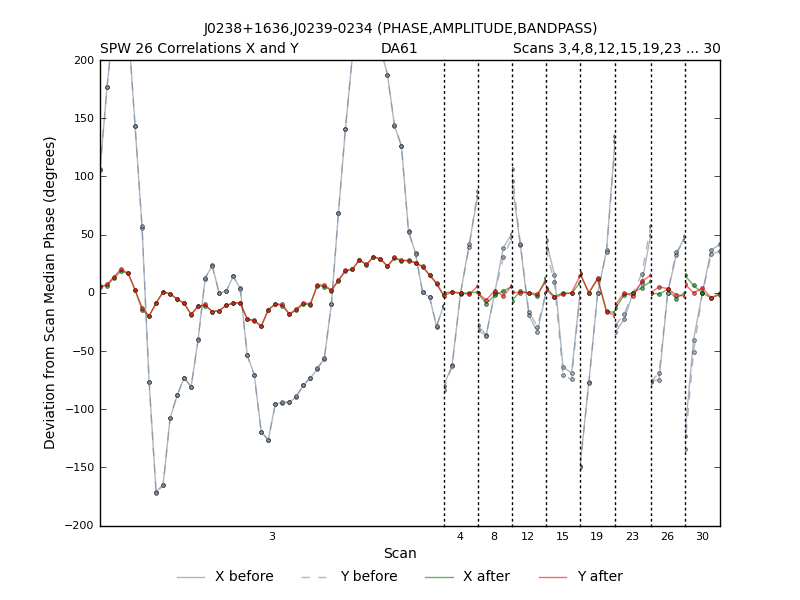 J0238+1636,J0239-0234 (PHASE,AMPLITUDE,BANDPASS)
SPW 26 Correlations X and Y DA61 Scans 3,4,8,12,15,19,23 ... 30
200
150
100
50
0
−50
−100
−150
−200
Deviation from Scan Median Phase (degrees)
3 4 8 12 15 19 23 26 30
Scan
X before Y before X after Y after